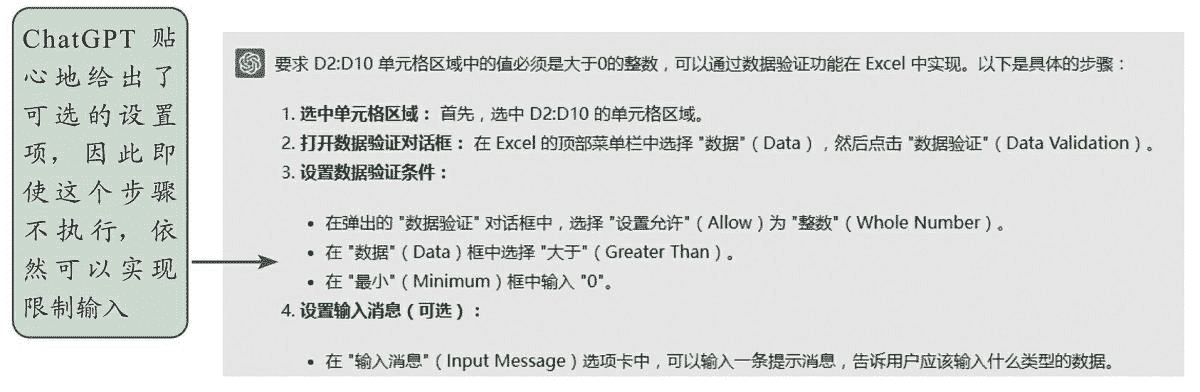 ChatGPT 贴
心地给出了
可选的设置
项，因此即
使这个步骤
不执行，依
然可以实现
限制输入
要求 D2:D10 单元格区域中的值必须是大于0的整数，可以通过数据验证功能在 Excel 中实现。以下是具体的步骤：
1. 选中单元格区域： 首先，选中 D2:D10 的单元格区域。
2. 打开数据验证对话框： 在 Excel 的顶部菜单栏中选择 "数据"（Data），然后点击 "数据验证"（Data Validation）。
3. 设置数据验证条件：
• 在弹出的 "数据验证" 对话框中，选择 "设置允许"（Allow）为 "整数"（Whole Number）。
• 在 "数据"（Data）框中选择 "大于"（Greater Than）。
• 在 "最小"（Minimum）框中输入 "0"。
4. 设置输入消息（可选）：
• 在 "输入消息"（Input Message）选项卡中，可以输入一条提示消息，告诉用户应该输入什么类型的数据。